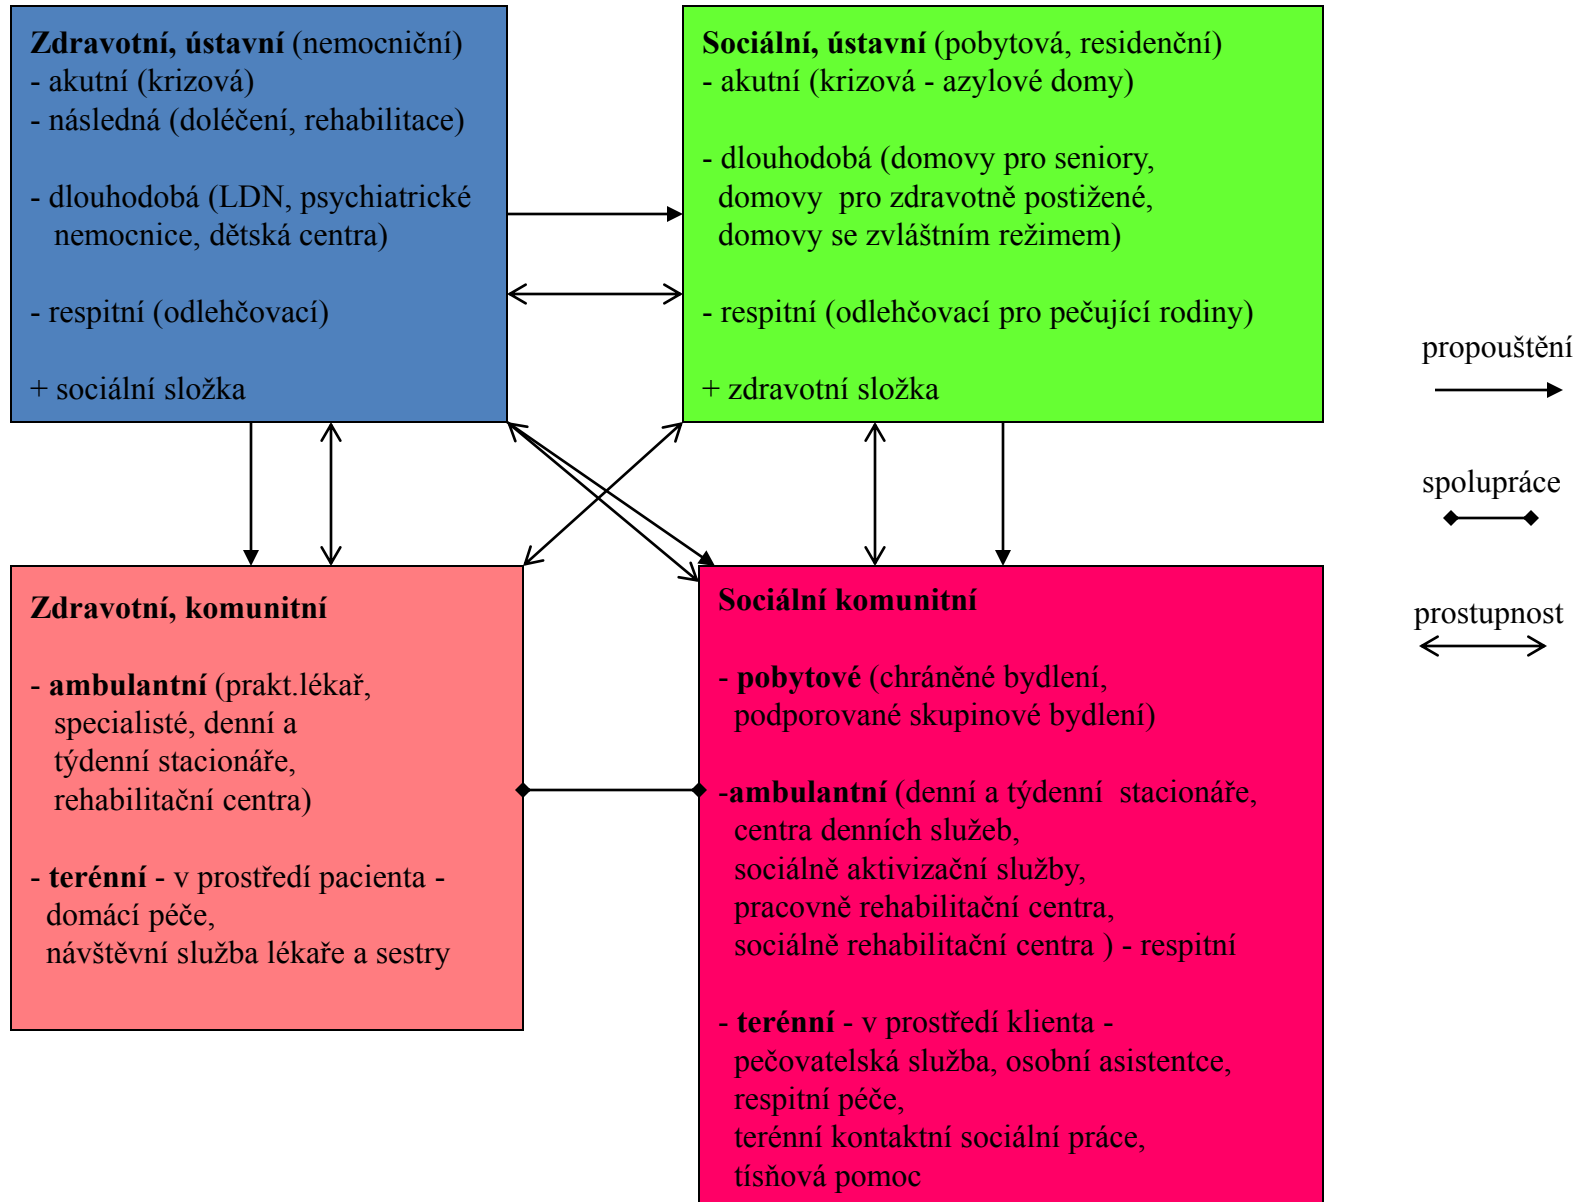 Zdravotní, ústavní (nemocniční)
- akutní (krizová)
- následná (doléčení, rehabilitace)
- dlouhodobá (LDN, psychiatrické
nemocnice, dětská centra)
- respitní (odlehčovací)
+ sociální složka
Sociální, ústavní (pobytová, residenční)
- akutní (krizová - azylové domy)
- dlouhodobá (domovy pro seniory,
domovy  pro zdravotně postižené,
domovy se zvláštním režimem)
- respitní (odlehčovací pro pečující rodiny)
+ zdravotní složka
propouštění
spolupráce
prostupnost
Zdravotní, komunitní
- ambulantní (prakt.lékař,
specialisté, denní a
týdenní stacionáře,
rehabilitační centra)
- terénní - v prostředí pacienta -
domácí péče,
návštěvní služba lékaře a sestry
Sociální komunitní
- pobytové (chráněné bydlení,
podporované skupinové bydlení)
-ambulantní (denní a týdenní  stacionáře,
centra denních služeb,
sociálně aktivizační služby,
pracovně rehabilitační centra,
sociálně rehabilitační centra ) - respitní
- terénní - v prostředí klienta -
pečovatelská služba, osobní asistentce,
respitní péče,
terénní kontaktní sociální práce,
tísňová pomoc